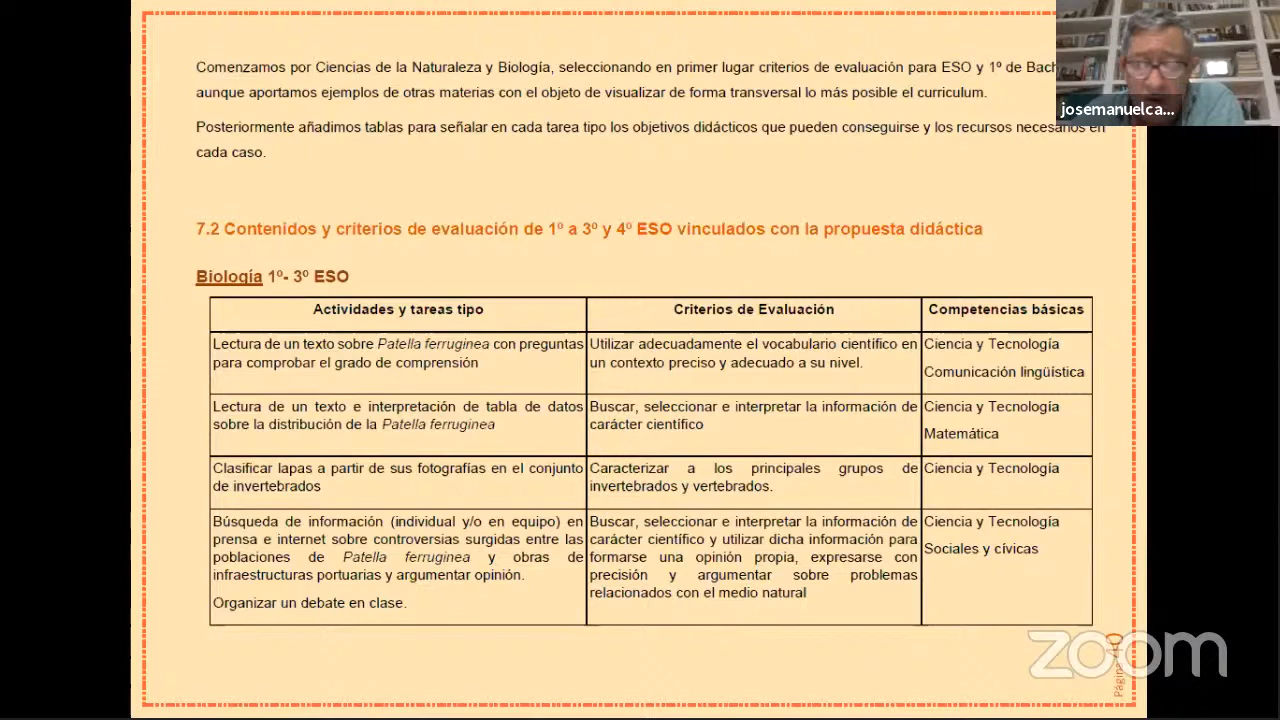 Comenzamos por Ciencias de la Naturaleza y Biología, seleccionando en primer lugar criterios de evaluación para ESO y 1º de Bach
aunque aportamos ejemplos de otras materias con el objeto de visualizar de forma transversal lo más posible el curriculum.
Posteriormente añadimos tablas para señalar en cada tarea tipo los objetivos didácticos que pueden conseguirse y los recursos necesarios en
cada caso.
josemanuelca...
7.2 Contenidos y criterios de evaluación de 1º a 3º y 4º ESO vinculados con la propuesta didáctica
Biología 1º- 3º ESO
Actividades y tareas tipo
Criterios de Evaluación
Competencias básicas
Lectura de un texto sobre Patella ferruginea con preguntas
para comprobar el grado de comprensión
Utilizar adecuadamente el vocabulario científico en
un contexto preciso y adecuado a su nivel.
Ciencia y Tecnología
Comunicación lingüística
Lectura de un texto e interpretación de tabla de datos
sobre la distribución de la Patella ferruginea
Buscar, seleccionar e interpretar la información de
carácter científico
Ciencia y Tecnología
Matemática
Clasificar lapas a partir de sus fotografías en el conjunto
de invertebrados
Caracterizar a los principales grupos de
invertebrados y vertebrados.
Ciencia y Tecnología
Búsqueda de información (individual y/o en equipo) en
prensa e internet sobre controversias surgidas entre las
poblaciones de Patella ferruginea y obras de
infraestructuras portuarias y argumentar opinión.
Organizar un debate en clase.
Buscar, seleccionar e interpretar la información de
carácter científico y utilizar dicha información para
formarse una opinión propia, expresarse con
precisión y argumentar sobre problemas
relacionados con el medio natural
Ciencia y Tecnología
Sociales y cívicas
Página 40
zoom